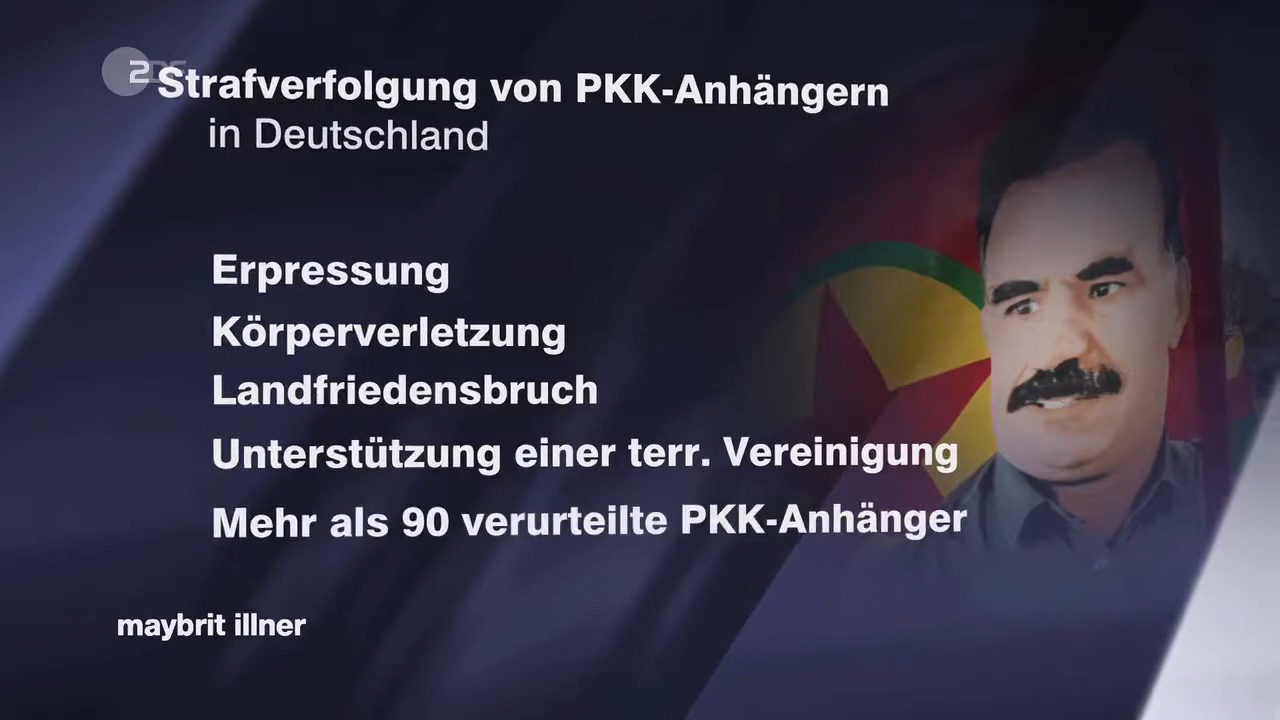 ZDF
Strafverfolgung von PKK-Anhängern
in Deutschland
Erpressung
Körperverletzung
Landfriedensbruch
Unterstützung einer terr. Vereinigung
Mehr als 90 verurteilte PKK-Anhänger
maybrit illner